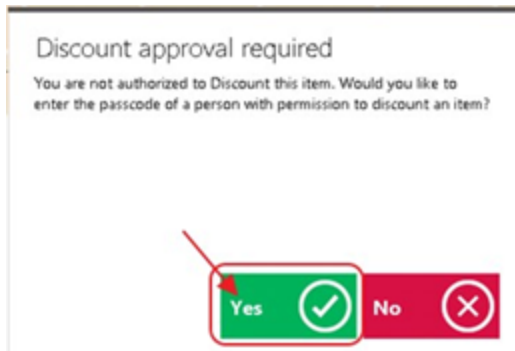 Discount approval required
You are not authorized to Discount this item. Would you like to
enter the passcode of a person with permission to discount an item?
Yes
No